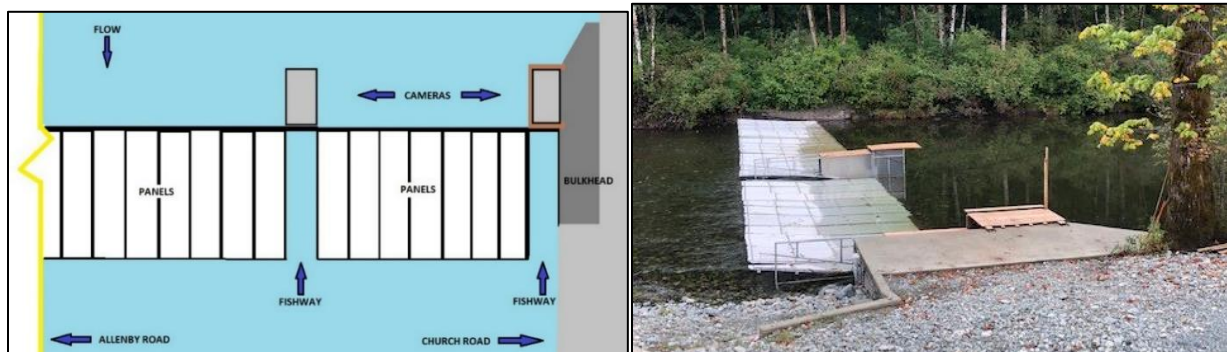 FLOW
CAMERAS
PANELS
PANELS
BULKHEAD
FISHWAY
FISHWAY
ALLENBY ROAD
CHURCH ROAD